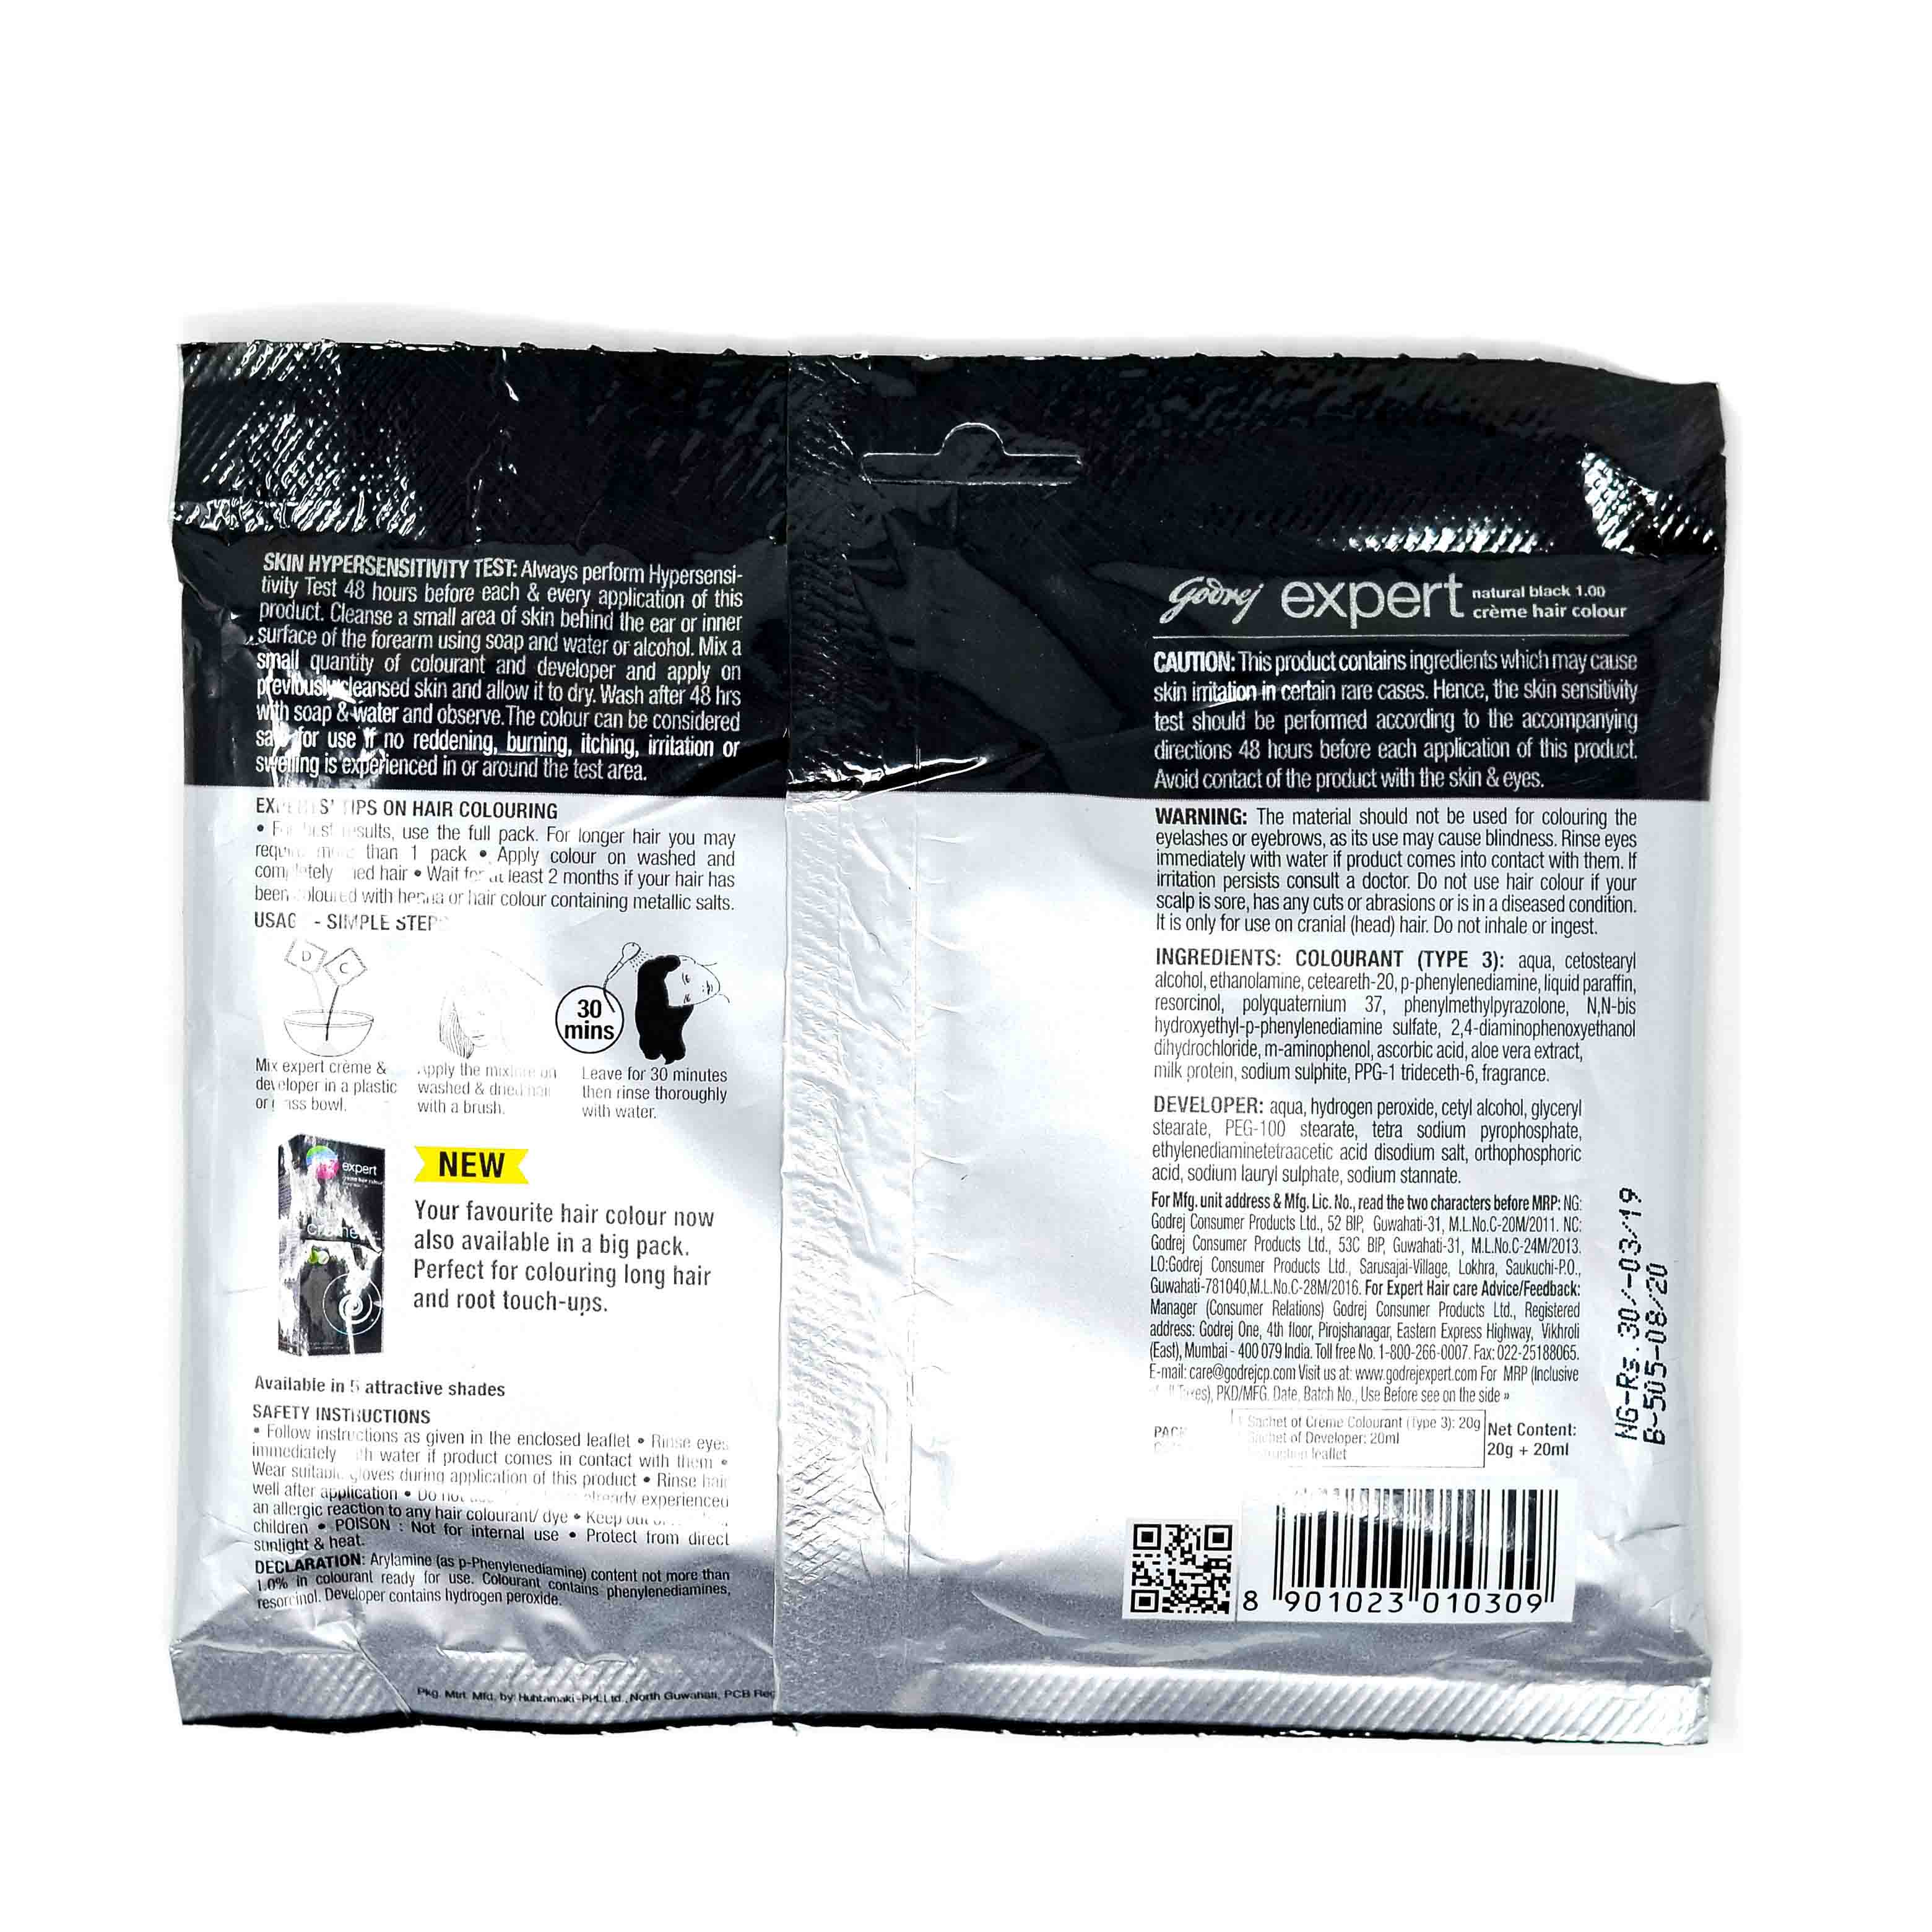 SKIN HYPERSENSITIVITY TEST: Always perform Hypersensi-
tivity Test 48 hours before each & every application of this
product. Cleanse a small area of skin behind the ear or inner
surface of the forearm using soap and water or alcohol. Mix a
small quantity of colourant and developer and apply on
previously cleansed skin and allow it to dry. Wash after 48 hrs
with soap & water and observe. The colour can be considered
safe for use if no reddening, burning, itching, irritation or
swelling is experienced in or around the test area.
EXPERTS' TIPS ON HAIR COLOURING
• For best results, use the full pack. For longer hair you may
require more than 1 pack • Apply colour on washed and
completely dried hair • Wait for at least 2 months if your hair has
been coloured with henna or hair colour containing metallic salts.
- SIMPLE STEPS
D C
30
mins
Mix expert crème &
developer in a plastic
or glass bowl.
Apply the mixture on
washed & dried hair
with a brush.
Leave for 30 minutes
then rinse thoroughly
with water.
expert
NEW
Your favourite hair colour now
also available in a big pack.
Perfect for colouring long hair
and root touch-ups.
Available in 5 attractive shades
SAFETY INSTRUCTIONS
• Follow instructions as given in the enclosed leaflet • Rinse eyes
immediately with water if product comes in contact with them •
Wear suitable gloves during application of this product • Rinse hair
well after application • Do not already experienced
an allergic reaction to any hair colourant/ dye • Keep out
children • POISON : Not for internal use • Protect from direct
sunlight & heat.
DECLARATION: Arylamine (as p-Phenylenediamine) content not more than
1.0% in colourant ready for use. Colourant contains phenylenediamines,
resorcinol. Developer contains hydrogen peroxide.
Pkg. Mtrl. Mfd. by: Huhtamaki-PPL Ltd., North Guwahati, PCB Reg
Godrej expert natural black 1.00
crème hair colour
CAUTION: This product contains ingredients which may cause
skin irritation in certain rare cases. Hence, the skin sensitivity
test should be performed according to the accompanying
directions 48 hours before each application of this product.
Avoid contact of the product with the skin & eyes.
WARNING: The material should not be used for colouring the
eyelashes or eyebrows, as its use may cause blindness. Rinse eyes
immediately with water if product comes into contact with them. If
irritation persists consult a doctor. Do not use hair colour if your
scalp is sore, has any cuts or abrasions or is in a diseased condition.
It is only for use on cranial (head) hair. Do not inhale or ingest.
INGREDIENTS: COLOURANT (TYPE 3): aqua, cetostearyl
alcohol, ethanolamine, ceteareth-20, p-phenylenediamine, liquid paraffin,
resorcinol, polyquaternium 37, phenylmethylpyrazolone, N,N-bis
hydroxyethyl-p-phenylenediamine sulfate, 2,4-diaminophenoxyethanol
dihydrochloride, m-aminophenol, ascorbic acid, aloe vera extract,
milk protein, sodium sulphite, PPG-1 trideceth-6, fragrance.
DEVELOPER: aqua, hydrogen peroxide, cetyl alcohol, glyceryl
stearate, PEG-100 stearate, tetra sodium pyrophosphate,
ethylenediaminetetraacetic acid disodium salt, orthophosphoric
acid, sodium lauryl sulphate, sodium stannate.
For Mfg. unit address & Mfg. Lic. No., read the two characters before MRP: NG:
Godrej Consumer Products Ltd., 52 BIP, Guwahati-31, M.L.No.C-20M/2011. NC:
Godrej Consumer Products Ltd., 53C BIP, Guwahati-31, M.L.No.C-24M/2013.
LO:Godrej Consumer Products Ltd., Sarusajai-Village, Lokhra, Saukuchi-P.O.,
Guwahati-781040,M.L.No.C-28M/2016. For Expert Hair care Advice/Feedback:
Manager (Consumer Relations) Godrej Consumer Products Ltd., Registered
address: Godrej One, 4th floor, Pirojshanagar, Eastern Express Highway, Vikhroli
(East), Mumbai - 400 079 India. Toll free No. 1-800-266-0007. Fax: 022-25188065.
E-mail: care@godrejcp.com Visit us at: www.godrejexpert.com For MRP (Inclusive
of all Taxes), PKD/MFG. Date, Batch No., Use Before see on the side »
1 Sachet of Creme Colourant (Type 3): 20g
Sachet of Developer: 20ml
leaflet
Net Content:
20g + 20ml
NG-Rs.30/-03/19
B-505-08/20
8 901023 010309